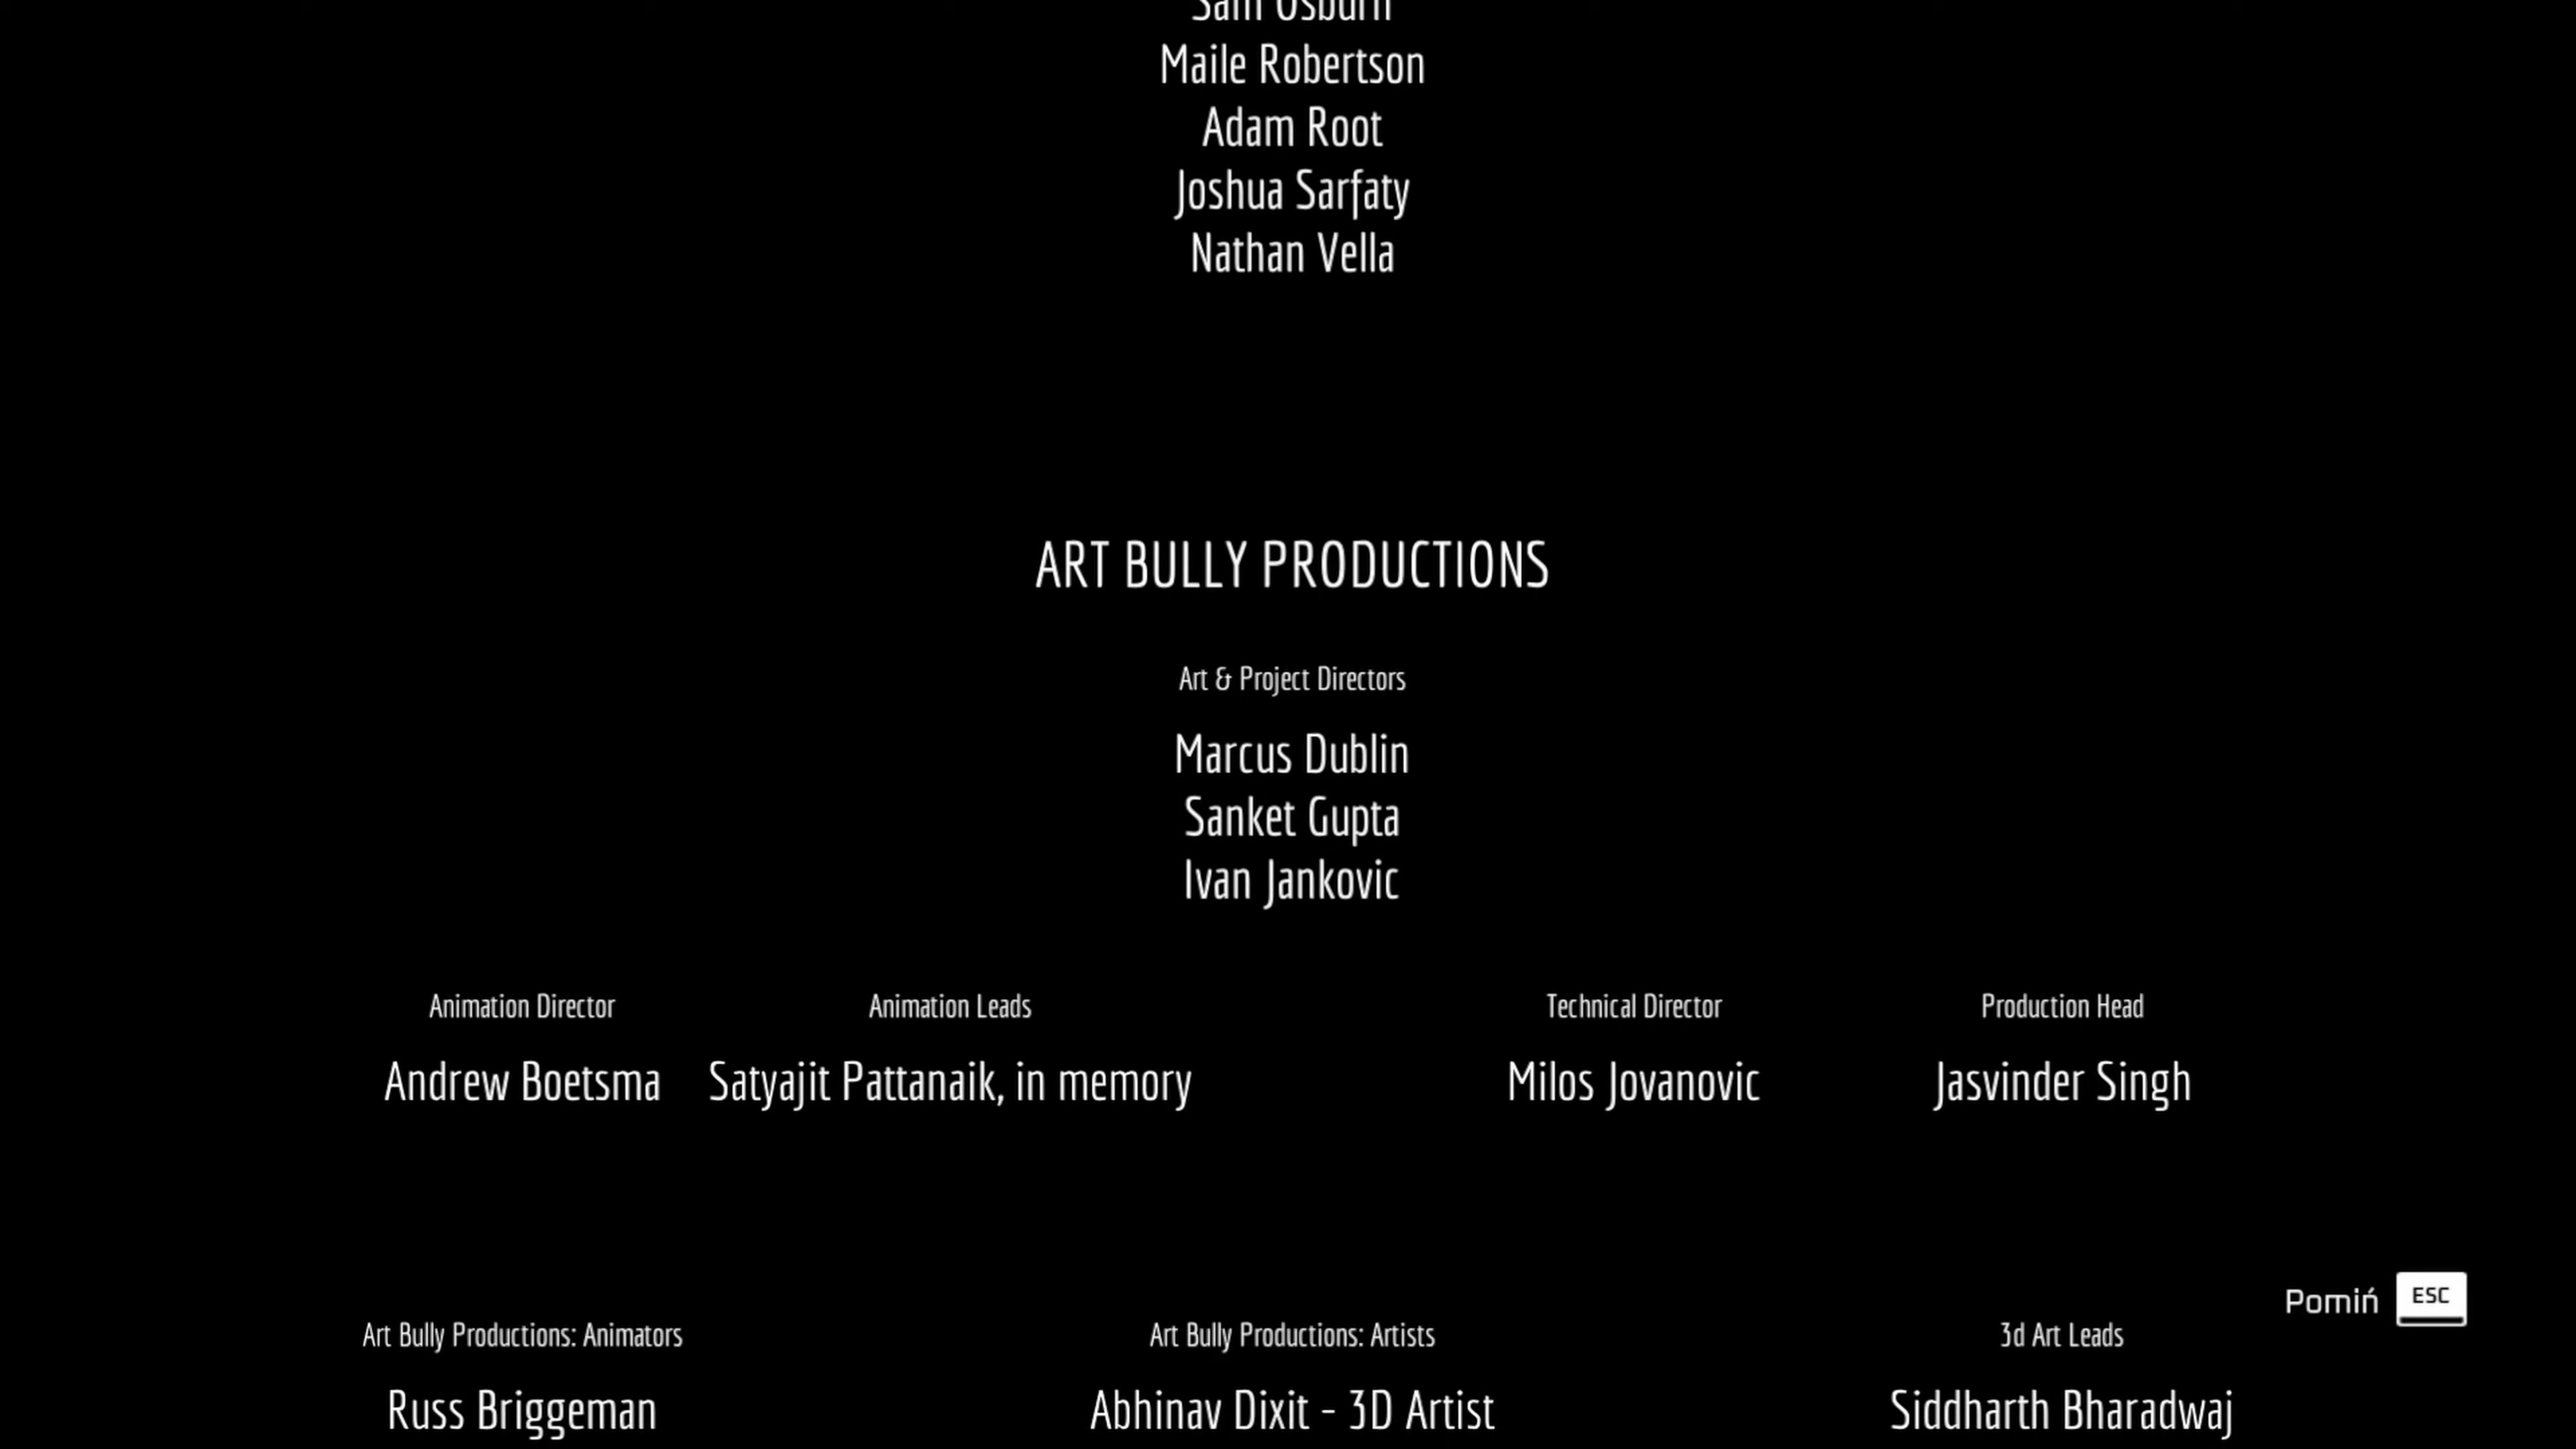 Sam Osburn
Maile Robertson
Adam Root
Joshua Sarfaty
Nathan Vella
ART BULLY PRODUCTIONS
Art & Project Directors
Marcus Dublin
Sanket Gupta
Ivan Jankovic
Animation Director
Andrew Boetsma
Animation Leads
Satyajit Pattanaik, in memory
Technical Director
Milos Jovanovic
Production Head
Jasvinder Singh
Pomiń ESC
Art Bully Productions: Animators
Russ Briggeman
Art Bully Productions: Artists
Abhinav Dixit - 3D Artist
3d Art Leads
Siddharth Bharadwaj